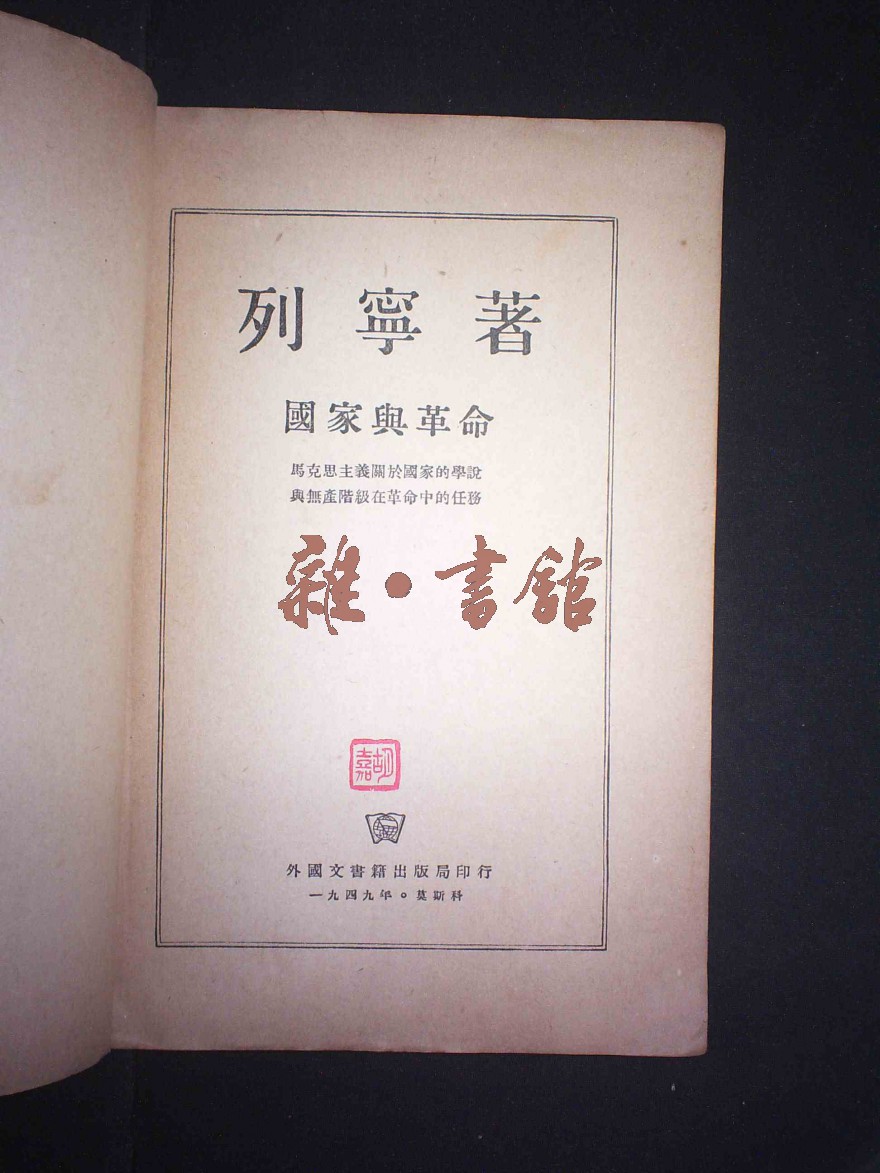 列寧著
國家與革命
馬克思主義關於國家的學說
與無產階級在革命中的任務
雜•書館
胡嘉
外國文書籍出版局印行
一九四九年。莫斯科